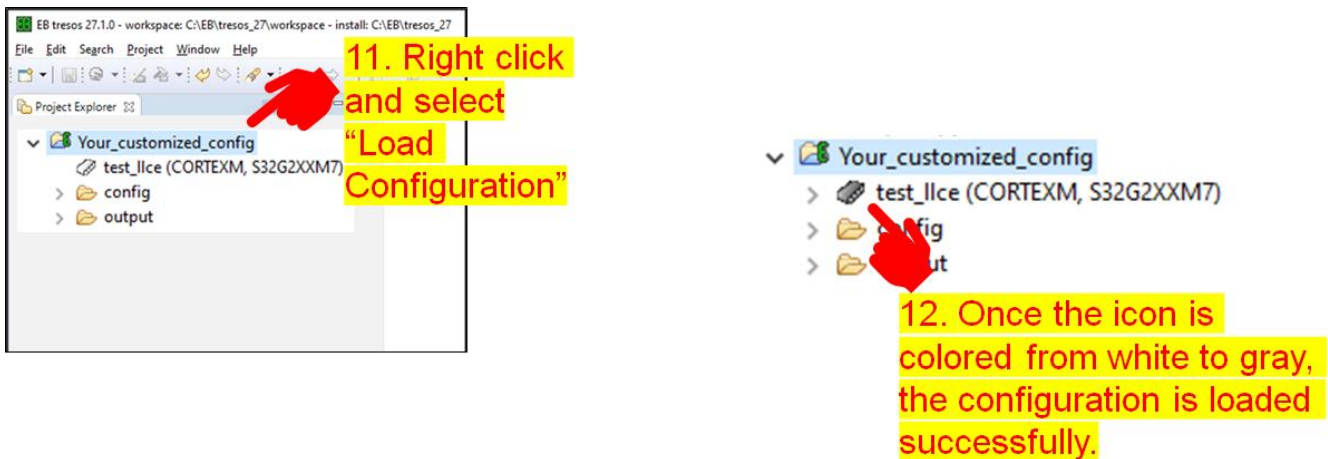 EB tresos 27.1.0 - workspace: C:\EB\tresos_27\workspace - install: C:\EB\tresos_27
File Edit Search Project Window Help
Project Explorer
Your_customized_config
test_llce (CORTEXM, S32G2XXM7)
config
output
11. Right click
and select
“Load
Configuration”
Your_customized_config
test_llce (CORTEXM, S32G2XXM7)
12. Once the icon is
colored from white to gray,
the configuration is loaded
successfully.